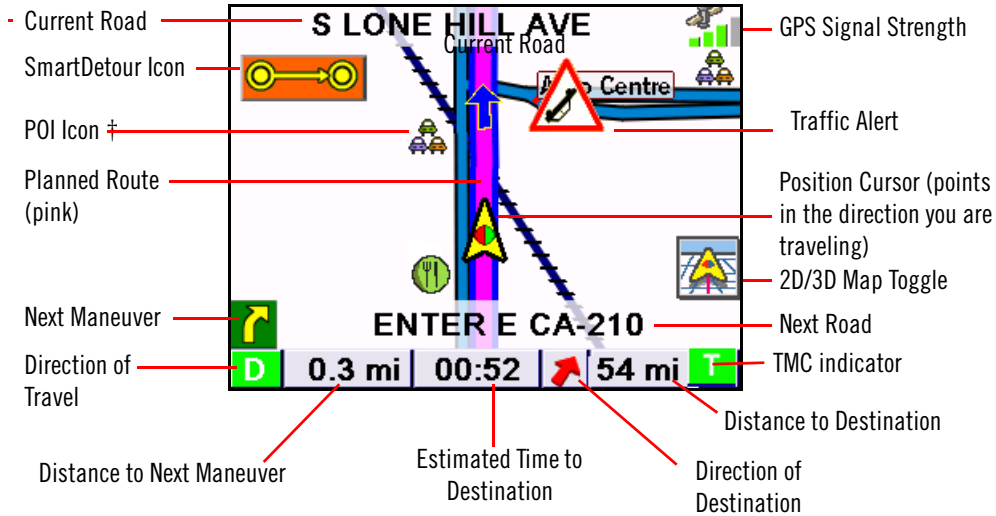 Current Road
S LONE HILL AVE
Current Road
GPS Signal Strength
SmartDetour Icon
Centre
POI Icon †
Traffic Alert
Planned Route
(pink)
Position Cursor (points
in the direction you are
traveling)
2D/3D Map Toggle
Next Maneuver
ENTER E CA-210
Next Road
Direction of
Travel
D
0.3 mi
00:52
54 mi
T
TMC indicator
Distance to Destination
Distance to Next Maneuver
Estimated Time to
Destination
Direction of
Destination